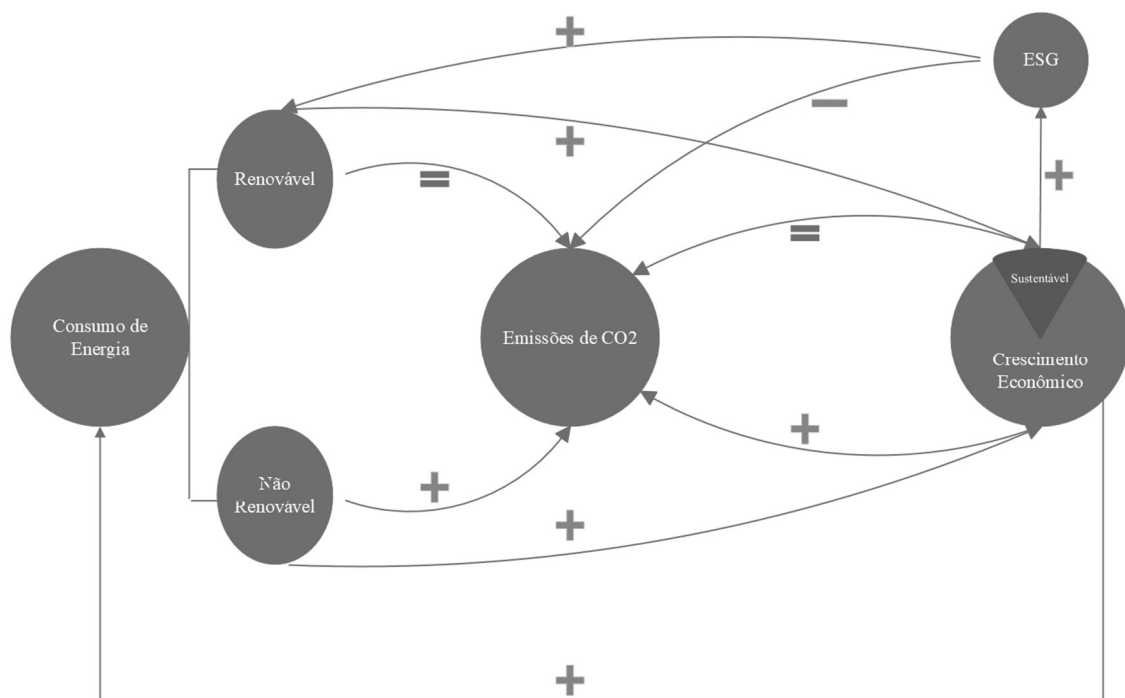 +
ESG
−
+
Renovável
=
+
=
Sustentável
Consumo de
Energia
Emissões de CO2
Crescimento
Econômico
+
Não
Renovável
+
+
+